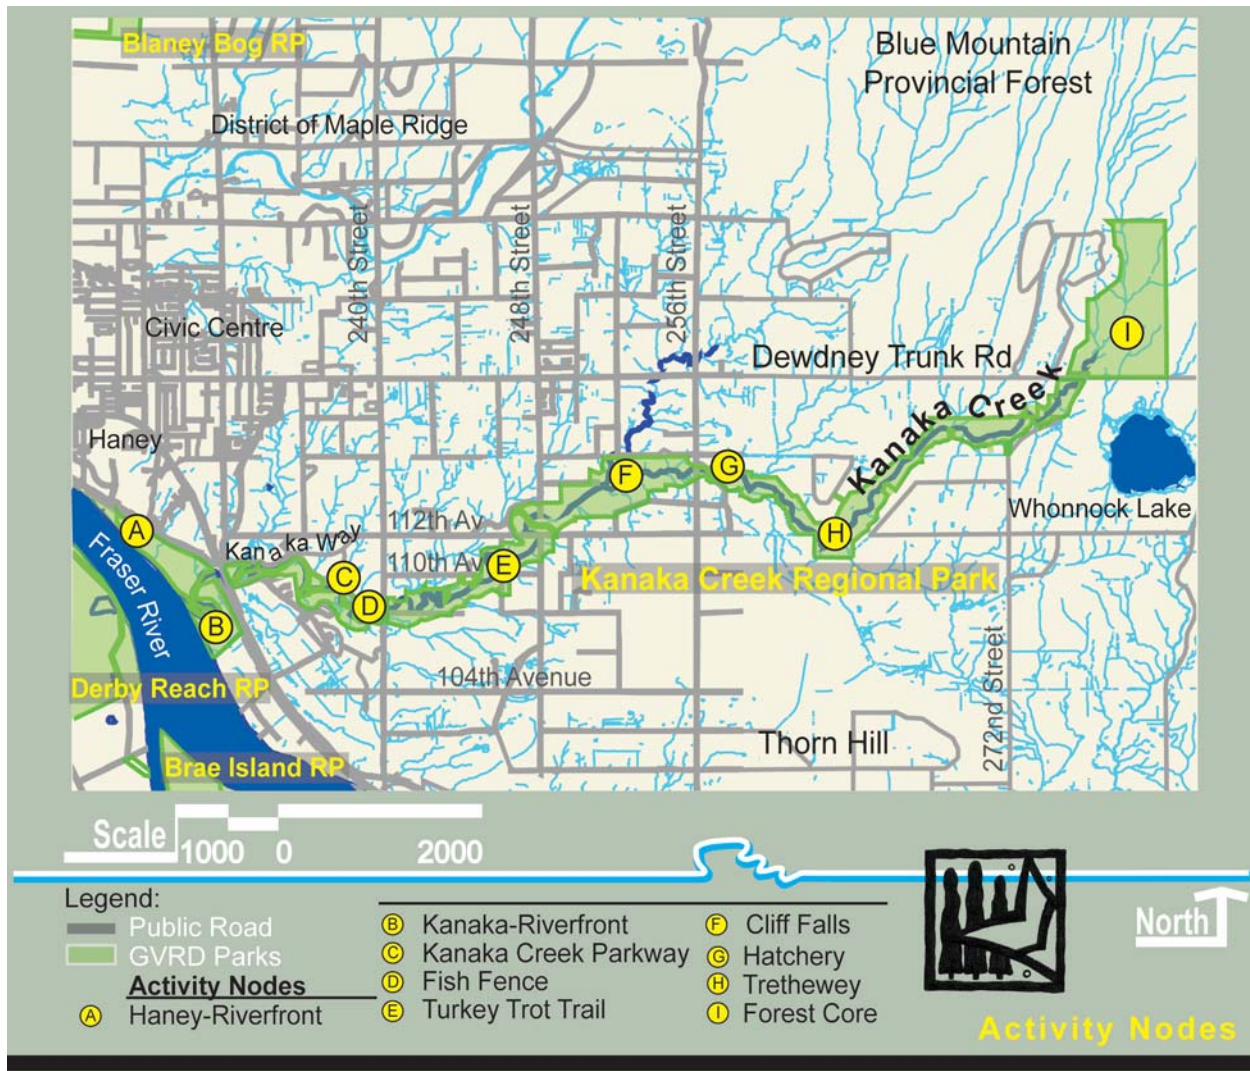 Blaney Bog RP
Blue Mountain
Provincial Forest
District of Maple Ridge
240th Street
248th Street
256th Street
Civic Centre
Dewdney Trunk Rd
Kanaka Creek
Haney
F
G
I
A
112th Av
H
Whonnock Lake
Kanaka Way
Fraser River
C
110th Av
E
Kanaka Creek Regional Park
D
B
Derby Reach RP
104th Avenue
272nd Street
Thorn Hill
Brae Island RP
Scale
1000 0 2000
Legend:
Public Road
GVRD Parks
Activity Nodes
A Haney-Riverfront
B Kanaka-Riverfront
C Kanaka Creek Parkway
D Fish Fence
E Turkey Trot Trail
F Cliff Falls
G Hatchery
H Trethewey
I Forest Core
North
Activity Nodes